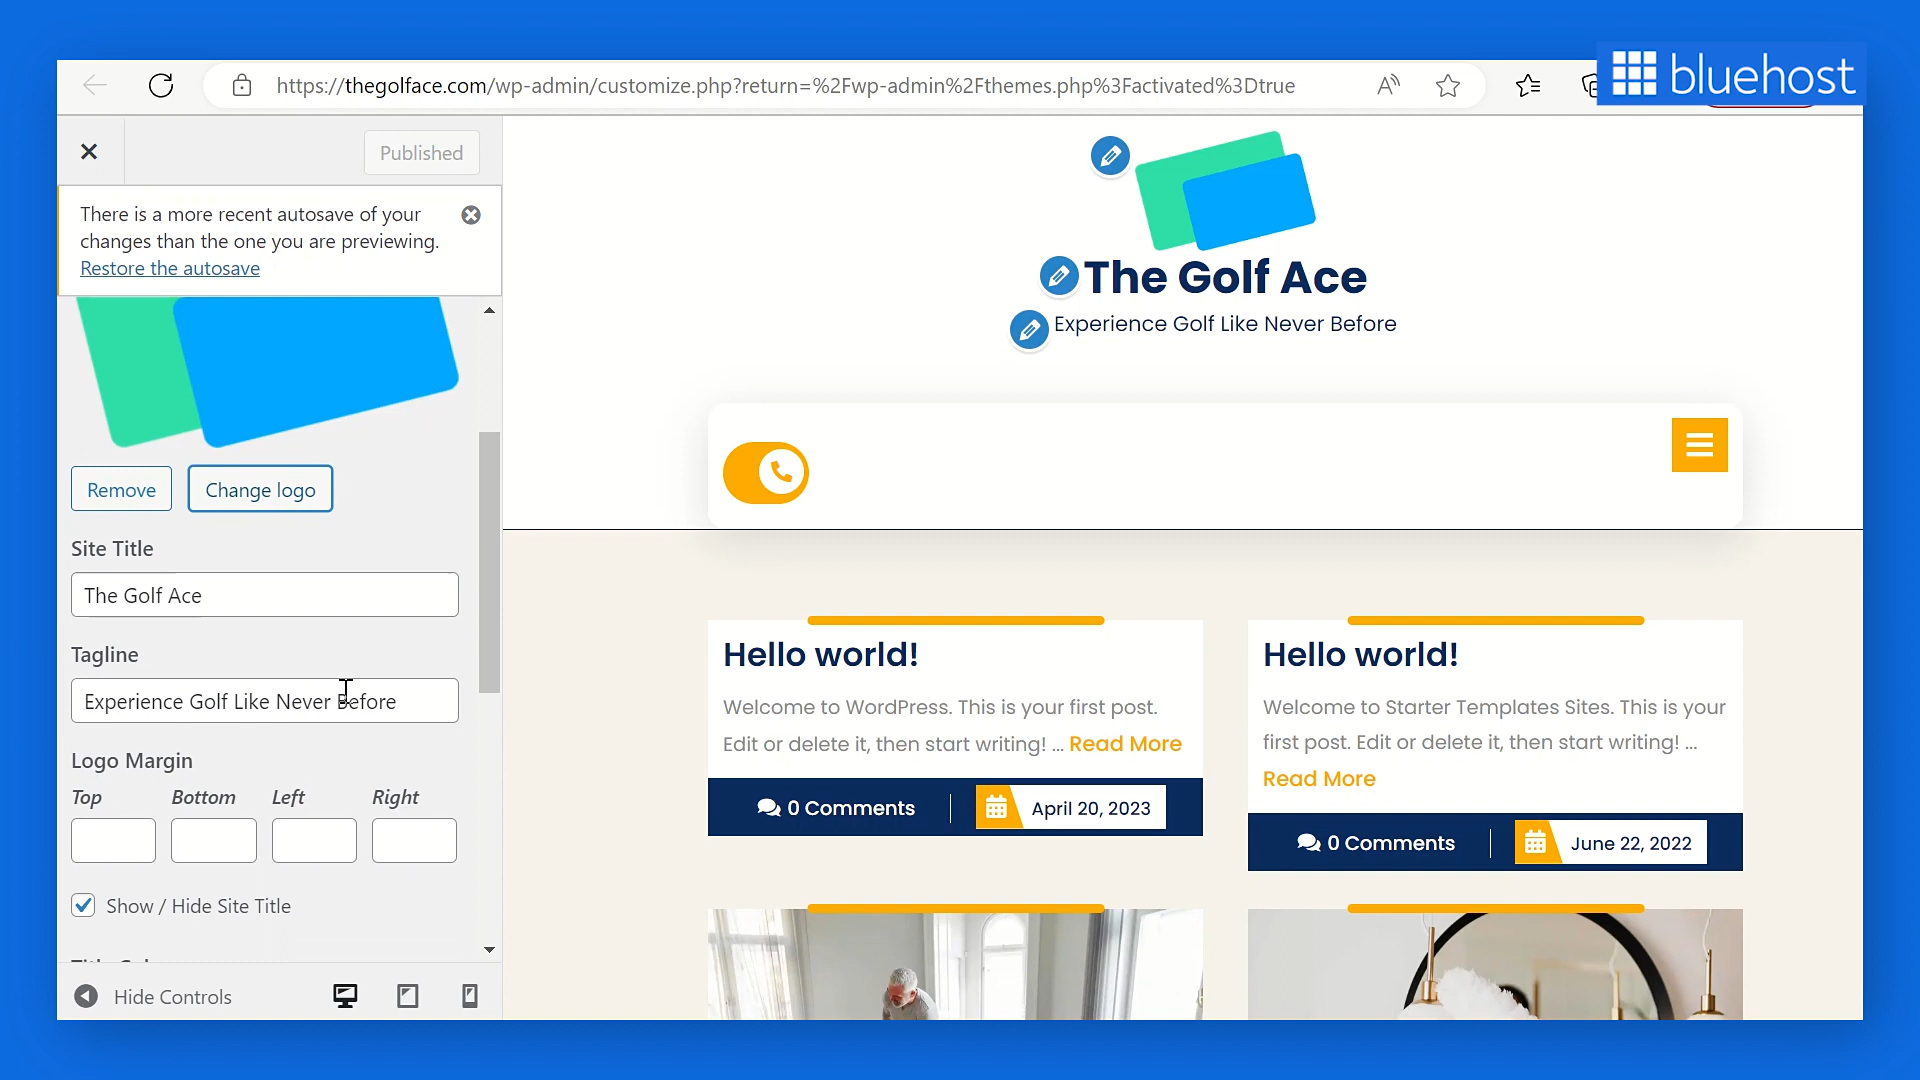 bluehost
https://thegolface.com/wp-admin/customize.php?return=%2Fwp-admin%2Fthemes.php%3Factivated%3Dtrue
Published
There is a more recent autosave of your
changes than the one you are previewing.
Restore the autosave
Remove
Change logo
Site Title
The Golf Ace
Tagline
Experience Golf Like Never Before
Logo Margin
Top Bottom Left Right
Show / Hide Site Title
Hide Controls
The Golf Ace
Experience Golf Like Never Before
Hello world!
Welcome to WordPress. This is your first post.
Edit or delete it, then start writing! ... Read More
0 Comments
April 20, 2023
Hello world!
Welcome to Starter Templates Sites. This is your
first post. Edit or delete it, then start writing! ...
Read More
0 Comments
June 22, 2022